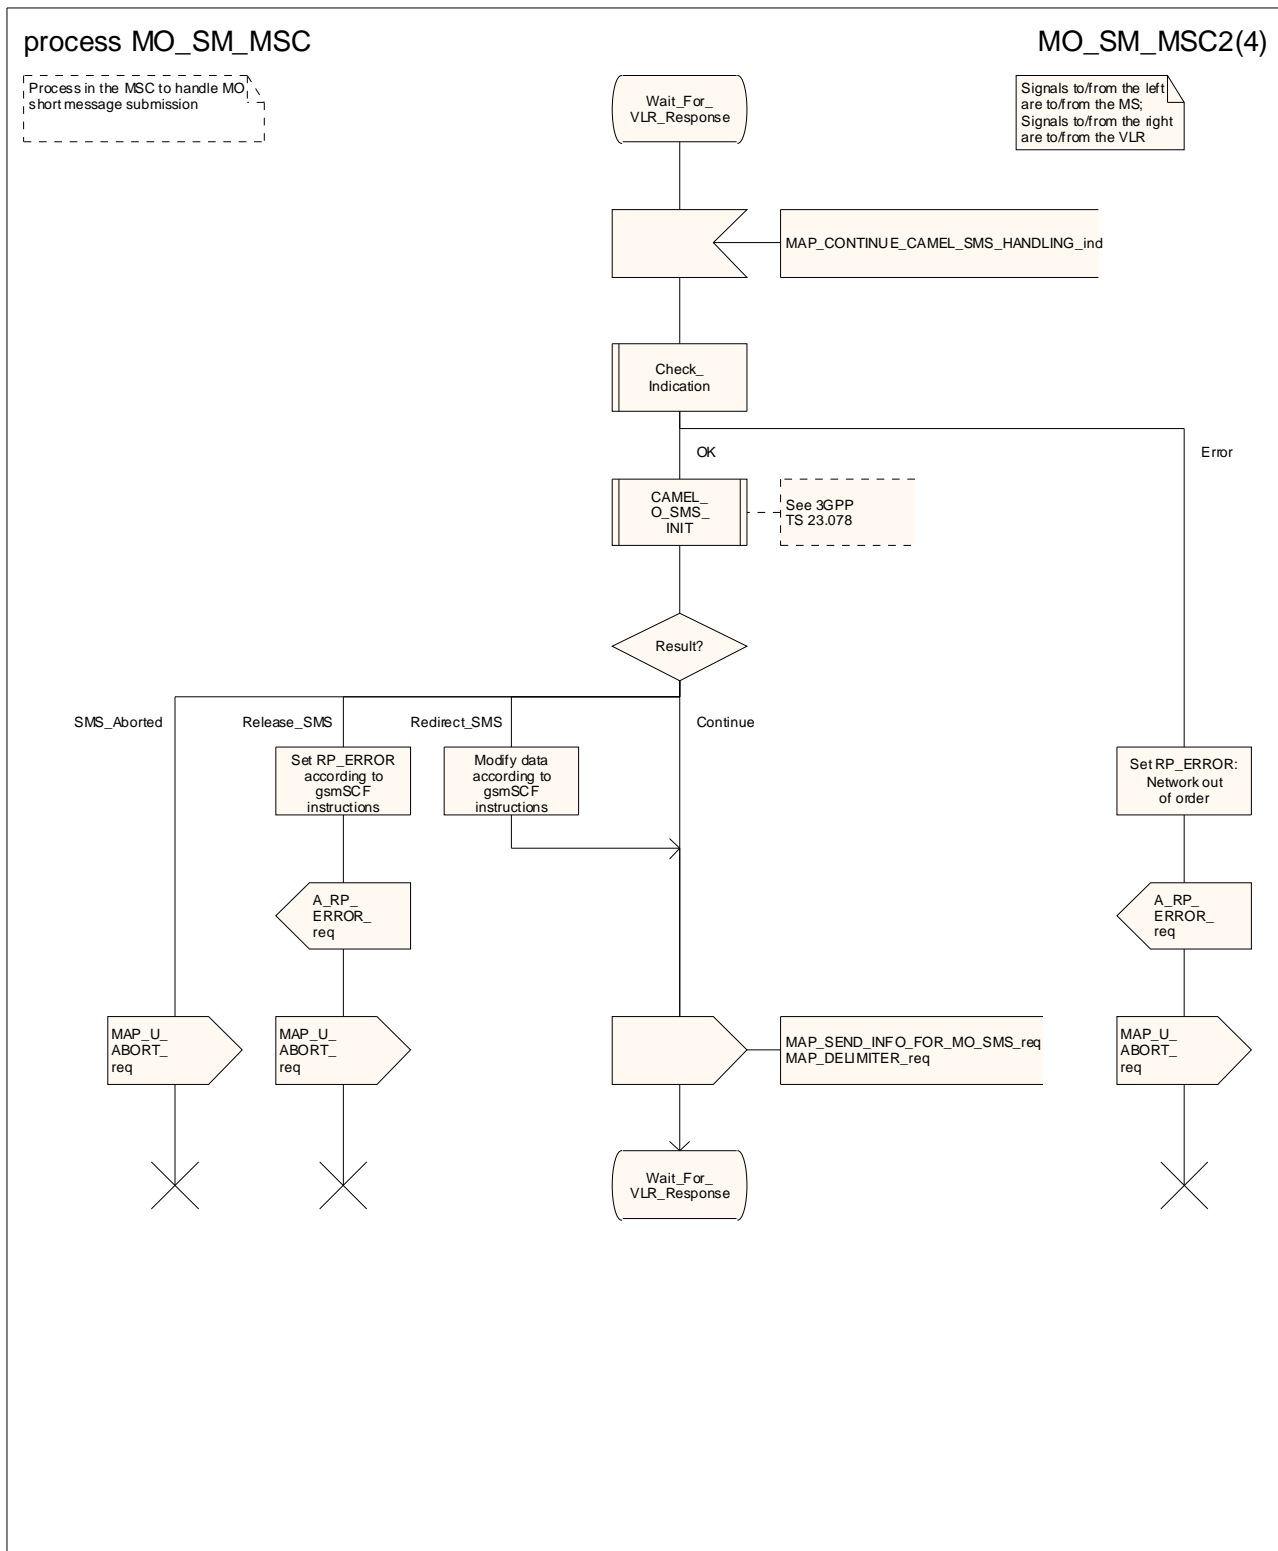 process MO_SM_MSC
MO_SM_MSC2(4)
Process in the MSC to handle MO
short message submission
Wait_For_
VLR_Response
Signals to/from the left
are to/from the MS;
Signals to/from the right
are to/from the VLR
MAP_CONTINUE_CAMEL_SMS_HANDLING_ind
Check_
Indication
OK
Error
CAMEL_
O_SMS_
INIT
See 3GPP
TS 23.078
Result?
SMS_Aborted
Release_SMS
Redirect_SMS
Continue
Set RP_ERROR
according to
gsmSCF
instructions
Modify data
according to
gsmSCF
instructions
Set RP_ERROR:
Network out
of order
A_RP_
ERROR_
req
A_RP_
ERROR_
req
MAP_U_
ABORT_
req
MAP_U_
ABORT_
req
MAP_SEND_INFO_FOR_MO_SMS_req
MAP_DELIMITER_req
MAP_U_
ABORT_
req
Wait_For_
VLR_Response